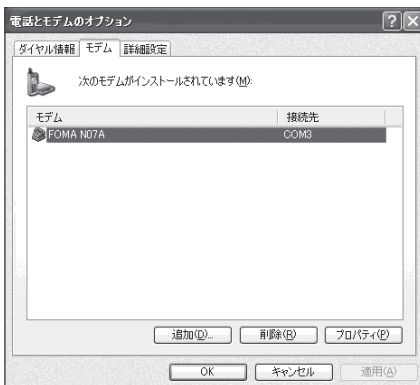 電話とモデムのオプション
ダイヤル情報 モデム 詳細設定
次のモデムがインストールされています(M):
モデム 接続先
FOMA N07A COM3
追加(D)... 削除(R) プロパティ(P)
OK キャンセル 適用(A)